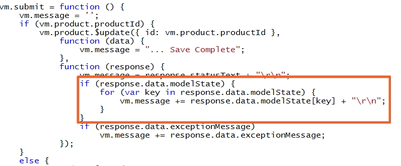 vm.submit = function () {
vm.message = '';
if (vm.product.productId) {
vm.product.$update({ id: vm.product.productId },
function (data) {
vm.message = "... Save Complete";
},
function (response) {
vm.message = response.statusText + "\r\n";
if (response.data.modelState) {
for (var key in response.data.modelState) {
vm.message += response.data.modelState[key] + "\r\n";
}
}
if (response.data.exceptionMessage)
vm.message += response.data.exceptionMessage;
});
}
else {